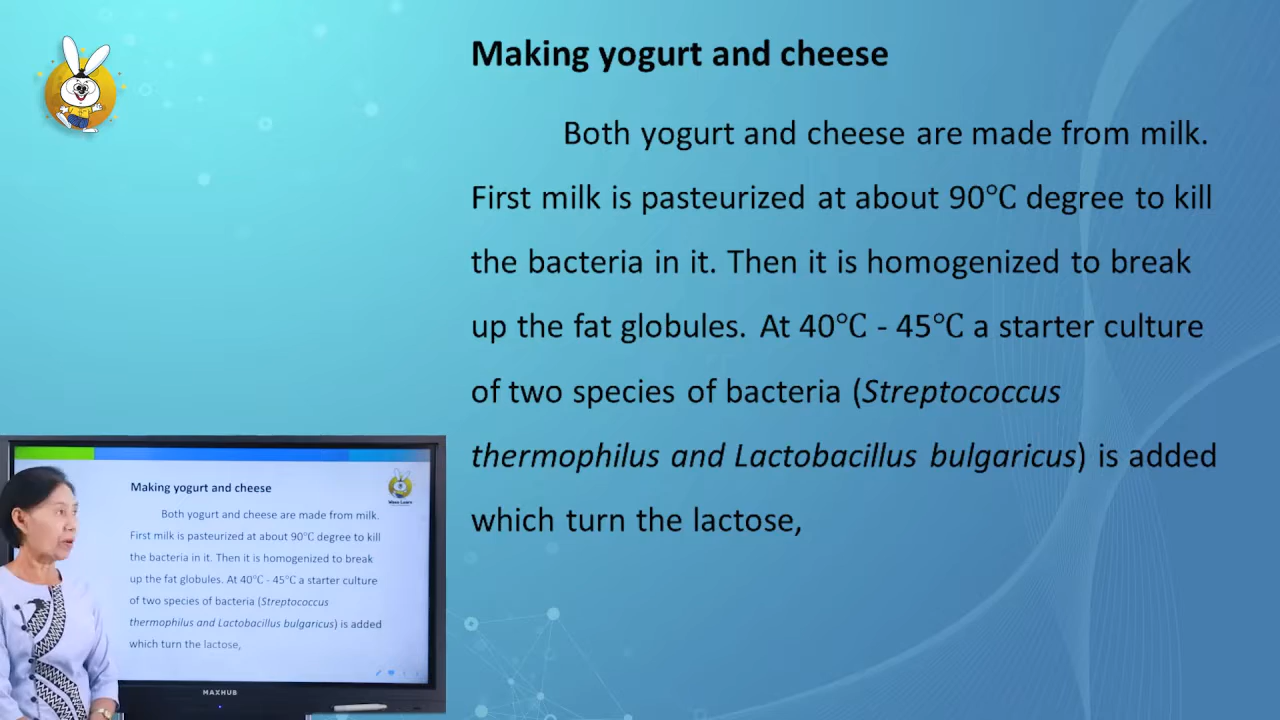 Making yogurt and cheese
Both yogurt and cheese are made from milk.
First milk is pasteurized at about 90℃ degree to kill
the bacteria in it. Then it is homogenized to break
up the fat globules. At 40℃ - 45℃ a starter culture
of two species of bacteria (Streptococcus
thermophilus and Lactobacillus bulgaricus) is added
which turn the lactose,
Making yogurt and cheese
Both yogurt and cheese are made from milk.
First milk is pasteurized at about 90℃ degree to kill
the bacteria in it. Then it is homogenized to break
up the fat globules. At 40℃ - 45℃ a starter culture
of two species of bacteria (Streptococcus
thermophilus and Lactobacillus bulgaricus) is added
which turn the lactose,
MAXHUB